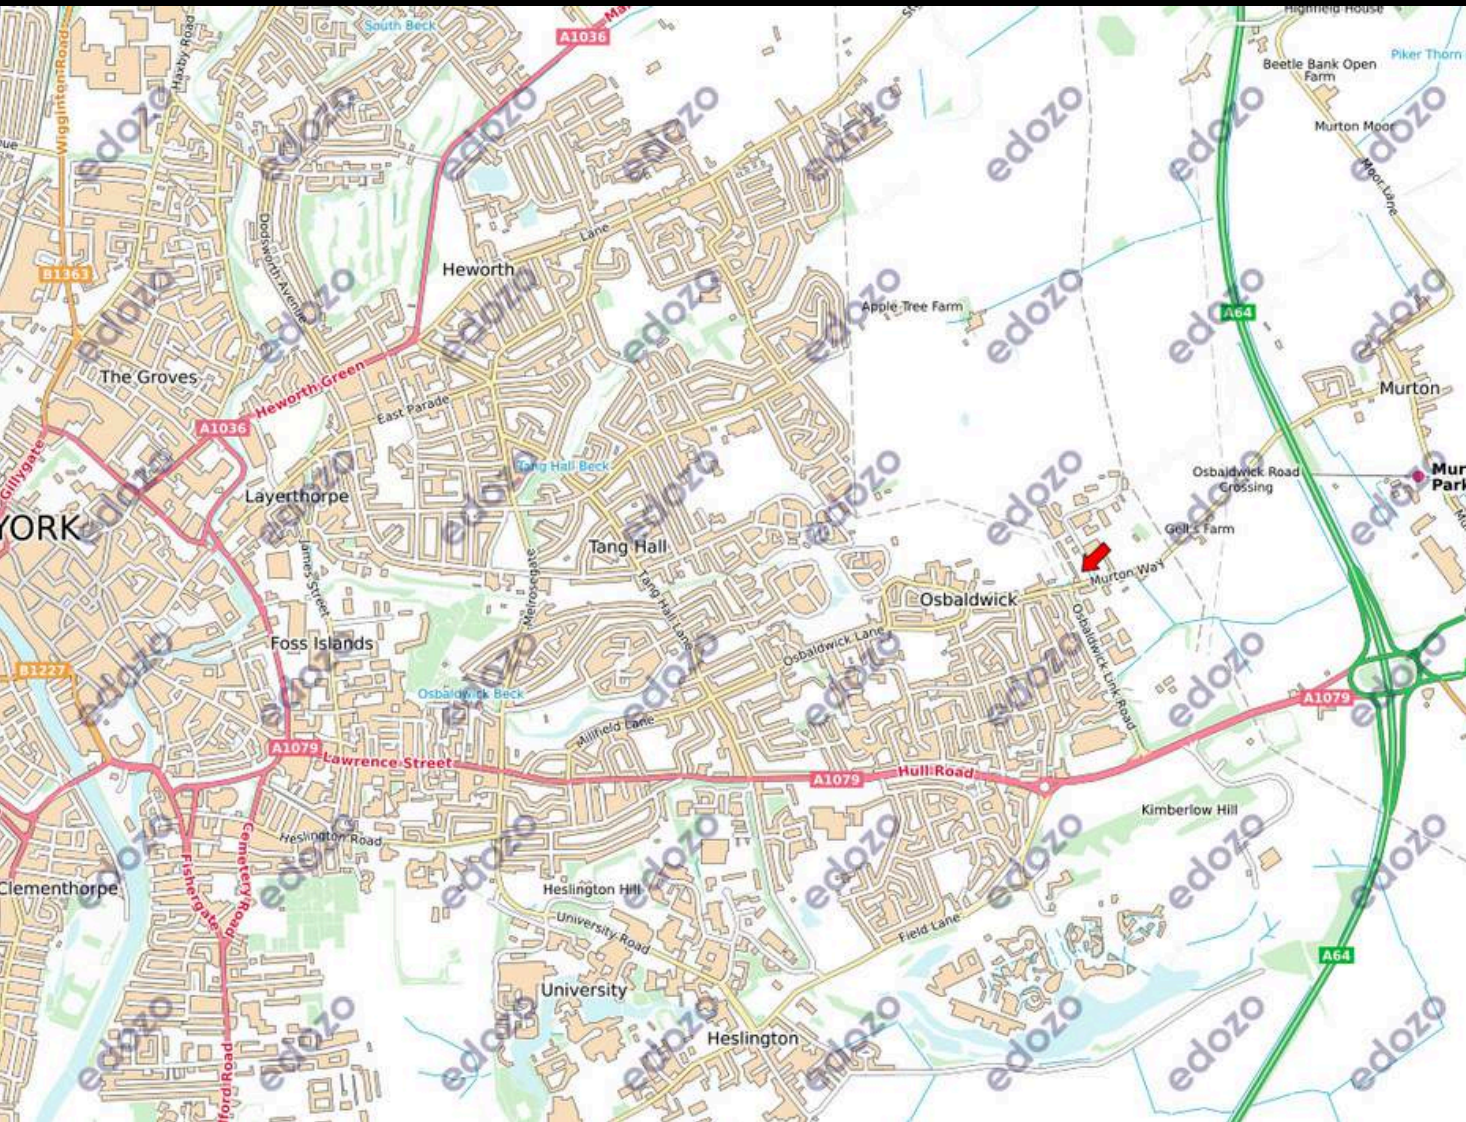 Highfield House
South Beck
A1036
Haxby Road
Wigginton Road
Beetle Bank Open
Farm
Piker Thorn
Murton Moor
Moor Lane
Dodsworth Avenue
Lane
Heworth
B1363
Apple Tree Farm
A64
The Groves
Heworth Green
Murton
East Parade
A1036
Gillygate
Tang Hall Beck
Osbaldwick Road
Crossing
Mur
Park
Layerthorpe
YORK
Gell's Farm
Tang Hall
James Street
Melrosegate
Murton Way
Osbaldwick
Tang Hall Lane
Foss Islands
Osbaldwick Lane
Osbaldwick Link Road
B1227
Osbaldwick Beck
A1079
Millfield Lane
A1079
Lawrence Street
A1079
Hull Road
Kimberlow Hill
Heslington Road
Cemetery Road
Fishergate
Clementhorpe
Heslington Hill
University Road
Field Lane
A64
University
Heslington
lford Road
edozo